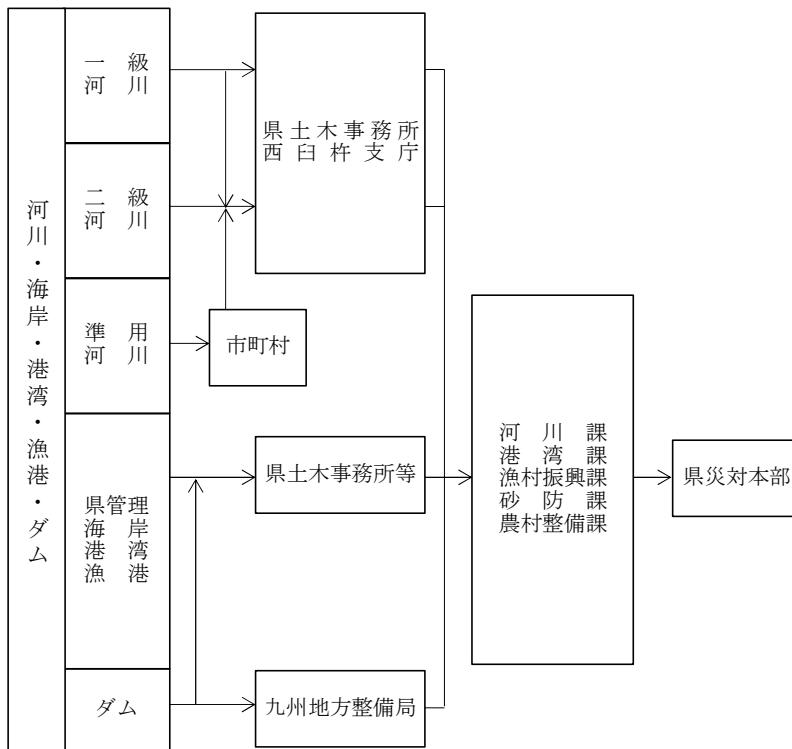 河川・海岸・港湾・漁港・ダム
一級
河川
二級
河川
準用
河川
県管理
海岸
港湾
漁港
ダム
県土木事務所
西臼杵支庁
市町村
県土木事務所等
九州地方整備局
河川課
港湾課
漁村振興課
砂防課
農村整備課
県災対本部